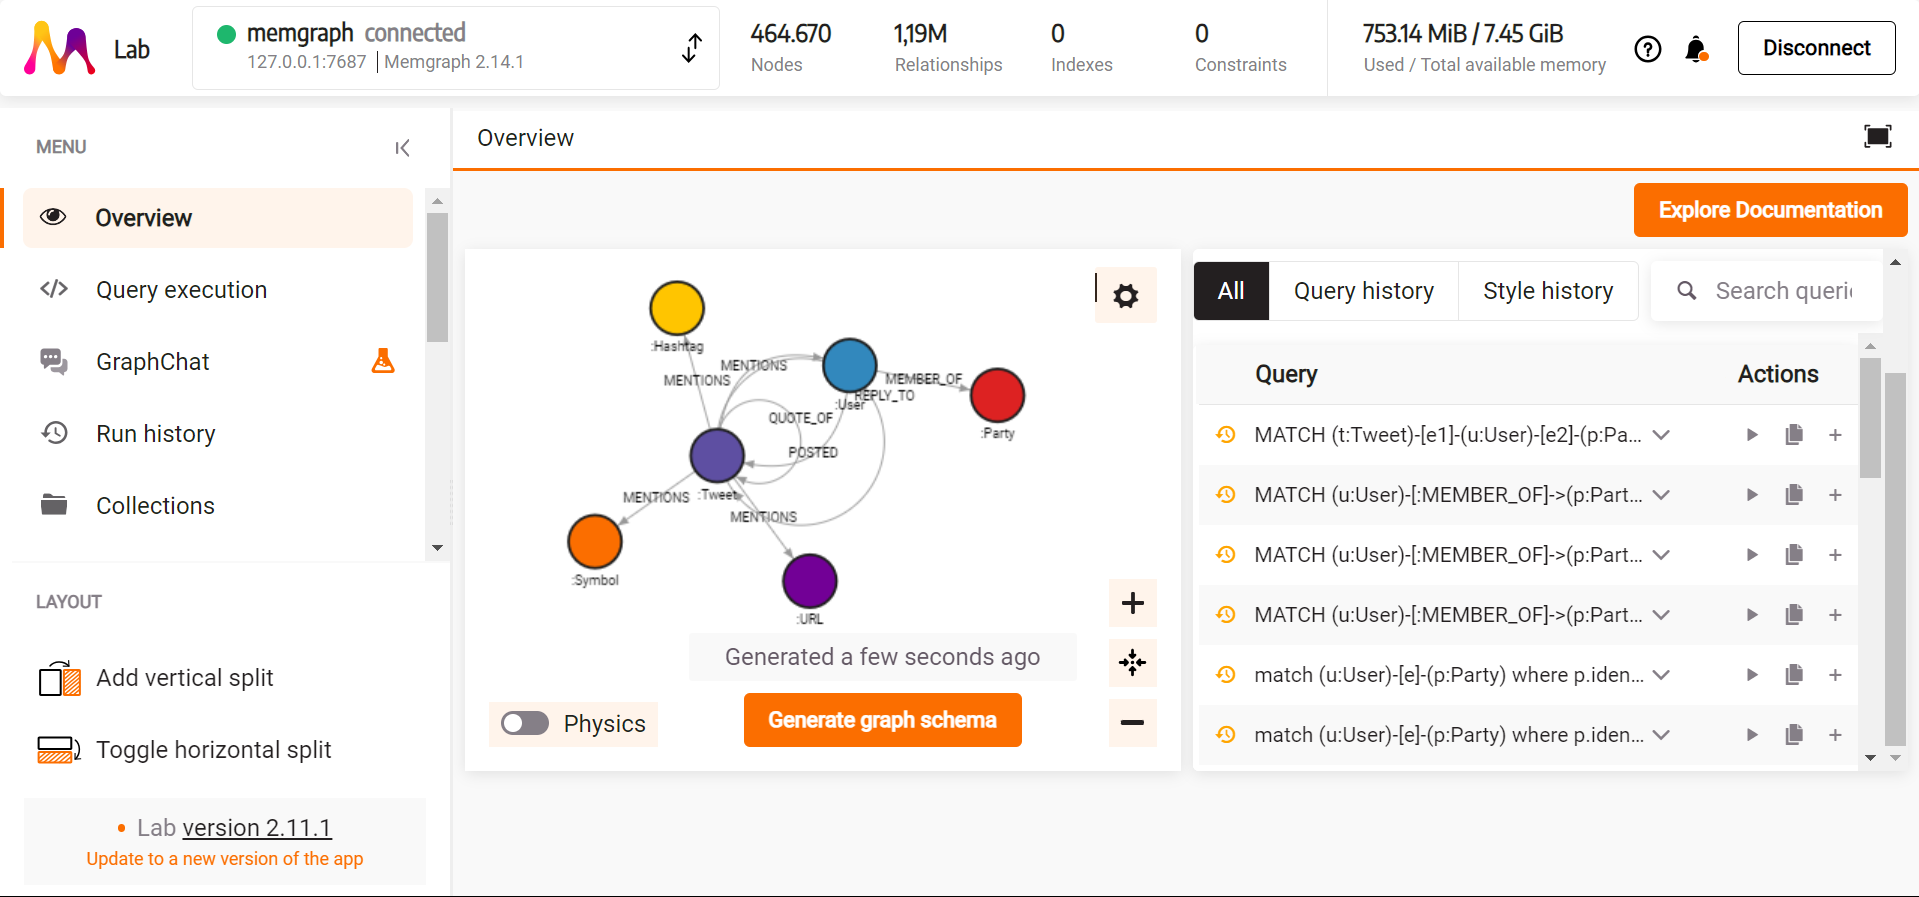 Lab
memgraph connected
127.0.0.1:7687 | Memgraph 2.14.1
464.670
Nodes
1,19M
Relationships
0
Indexes
0
Constraints
753.14 MiB / 7.45 GiB
Used / Total available memory
Disconnect
MENU
Overview
Query execution
GraphChat
Run history
Collections
LAYOUT
Add vertical split
Toggle horizontal split
Lab version 2.11.1
Update to a new version of the app
Overview
Explore Documentation
:Hashtag
MENTIONS
MENTIONS
:User
MEMBER_OF
REPLY_TO
:Party
QUOTE_OF
POSTED
:Tweet
MENTIONS
MENTIONS
:Symbol
:URL
Generated a few seconds ago
Physics
Generate graph schema
All
Query history
Style history
Search queri
Query
Actions
MATCH (t:Tweet)-[e1]-(u:User)-[e2]-(p:Pa...
MATCH (u:User)-[:MEMBER_OF]->(p:Part...
MATCH (u:User)-[:MEMBER_OF]->(p:Part...
MATCH (u:User)-[:MEMBER_OF]->(p:Part...
match (u:User)-[e]-(p:Party) where p.iden...
match (u:User)-[e]-(p:Party) where p.iden...